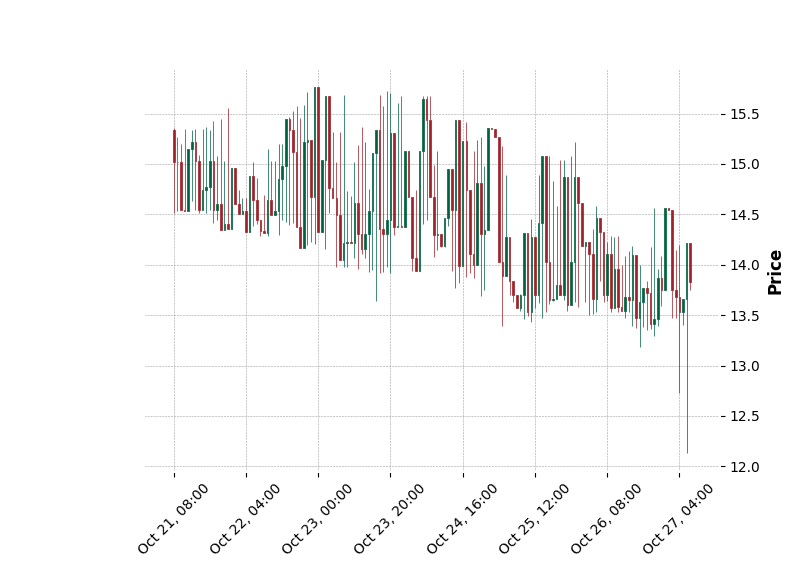 15.5
15.0
14.5
14.0
13.5
13.0
12.5
12.0
Price
Oct 21, 08:00
Oct 22, 04:00
Oct 23, 00:00
Oct 23, 20:00
Oct 24, 16:00
Oct 25, 12:00
Oct 26, 08:00
Oct 27, 04:00